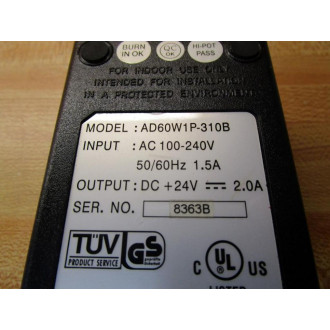 BURN
IN OK
QC
OK
HI-POT
PASS
FOR INDOOR USE ONLY
INTENDED FOR INSTALLATION
IN A PROTECTED ENVIRONMENT
MODEL : AD60W1P-310B
INPUT : AC 100-240V
50/60Hz 1.5A
OUTPUT : DC +24V 2.0A
SER. NO. 8363B
TÜV
PRODUCT SERVICE
GS
C UL US
LISTED